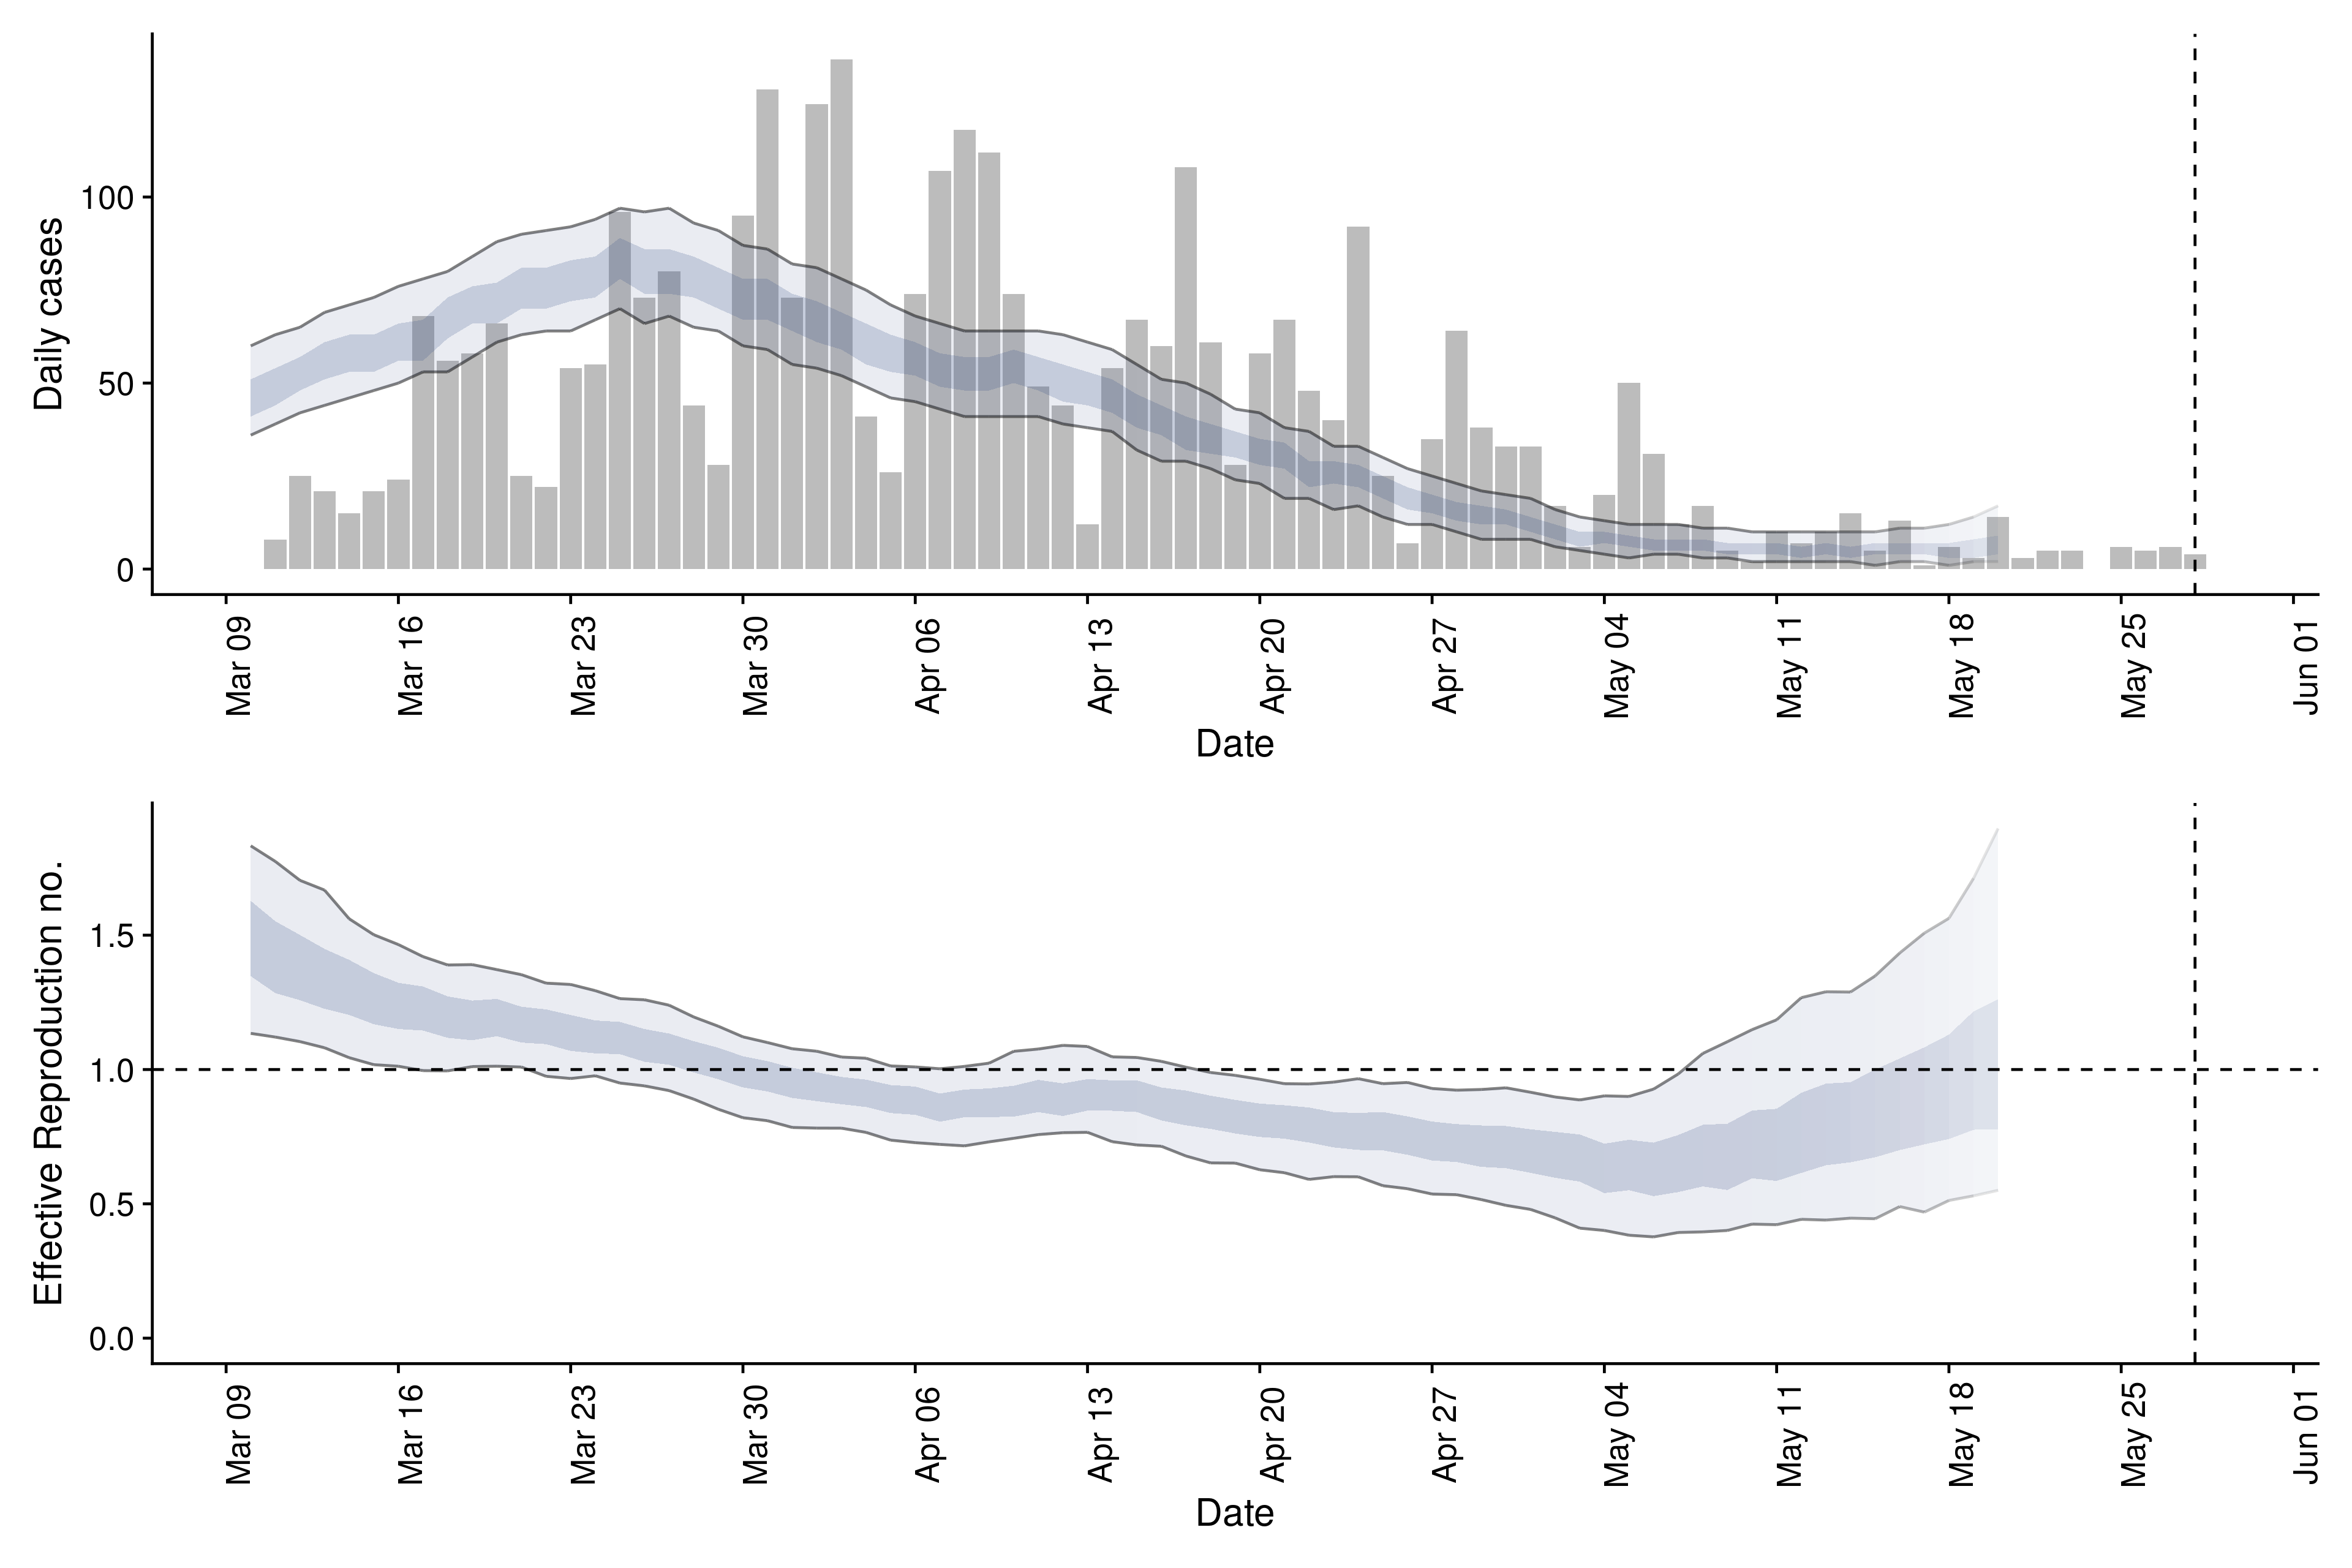 Daily cases
100
50
0
Mar 09
Mar 16
Mar 23
Mar 30
Apr 06
Apr 13
Apr 20
Apr 27
May 04
May 11
May 18
May 25
Jun 01
Date
Effective Reproduction no.
1.5
1.0
0.5
0.0
Mar 09
Mar 16
Mar 23
Mar 30
Apr 06
Apr 13
Apr 20
Apr 27
May 04
May 11
May 18
May 25
Jun 01
Date